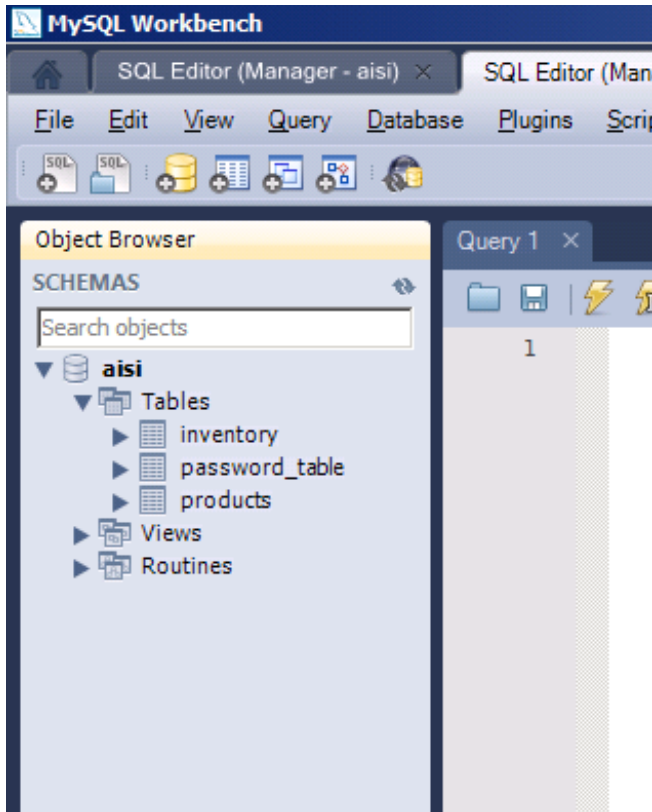 MySQL Workbench
SQL Editor (Manager - aisi) × SQL Editor (Man
File Edit View Query Database Plugins Scrip
SQL SQL
Object Browser Query 1 ×
SCHEMAS
Search objects
1
aisi
Tables
inventory
password_table
products
Views
Routines